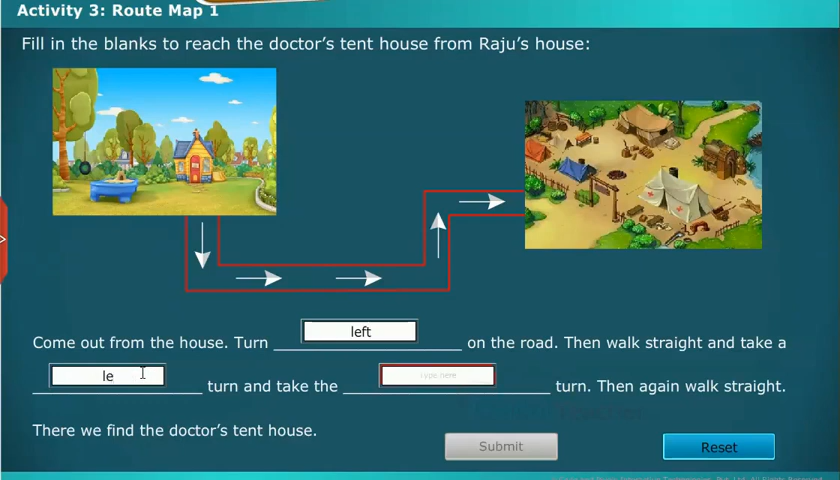 Activity 3: Route Map 1
Fill in the blanks to reach the doctor's tent house from Raju's house:
Come out from the house. Turn left on the road. Then walk straight and take a
le turn and take the Type here turn. Then again walk straight.
There we find the doctor's tent house.
Submit Reset